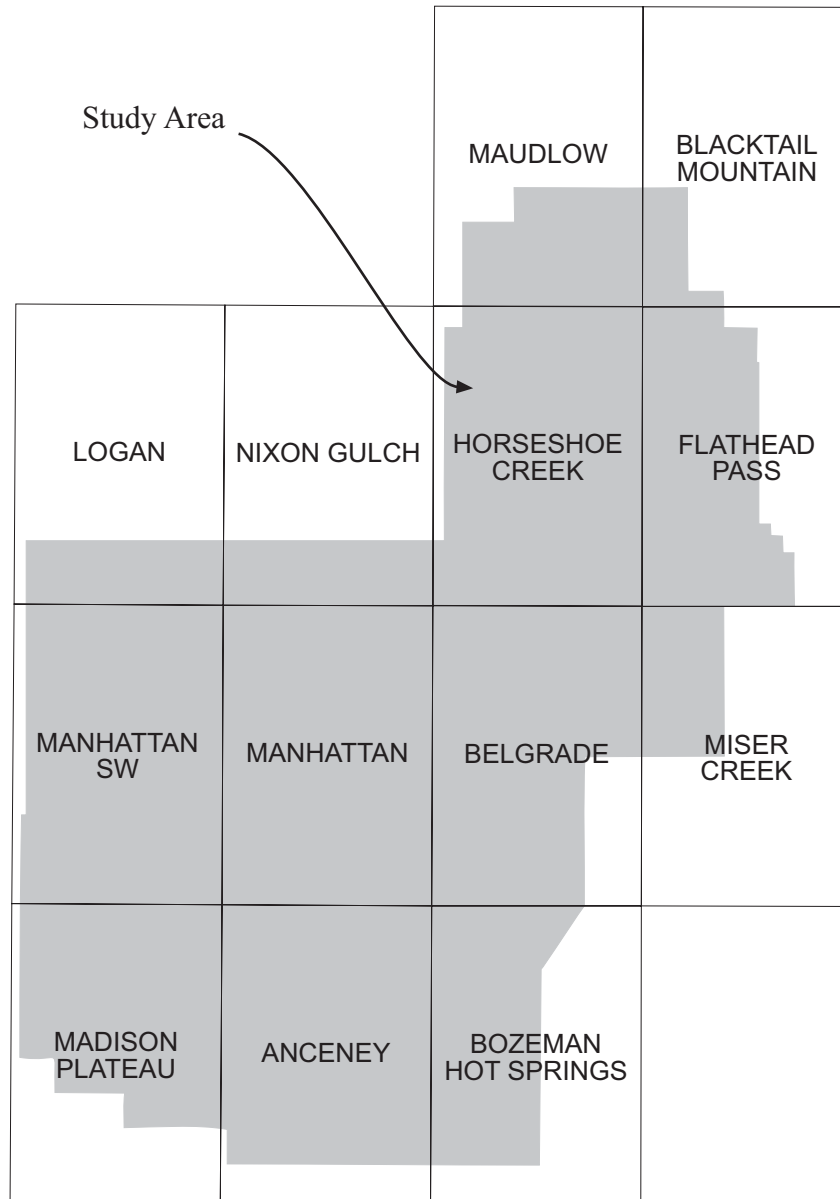 Study Area
MAUDLOW
BLACKTAIL
MOUNTAIN
LOGAN
NIXON GULCH
HORSESHOE
CREEK
FLATHEAD
PASS
MANHATTAN
SW
MANHATTAN
BELGRADE
MISER
CREEK
MADISON
PLATEAU
ANCENEY
BOZEMAN
HOT SPRINGS